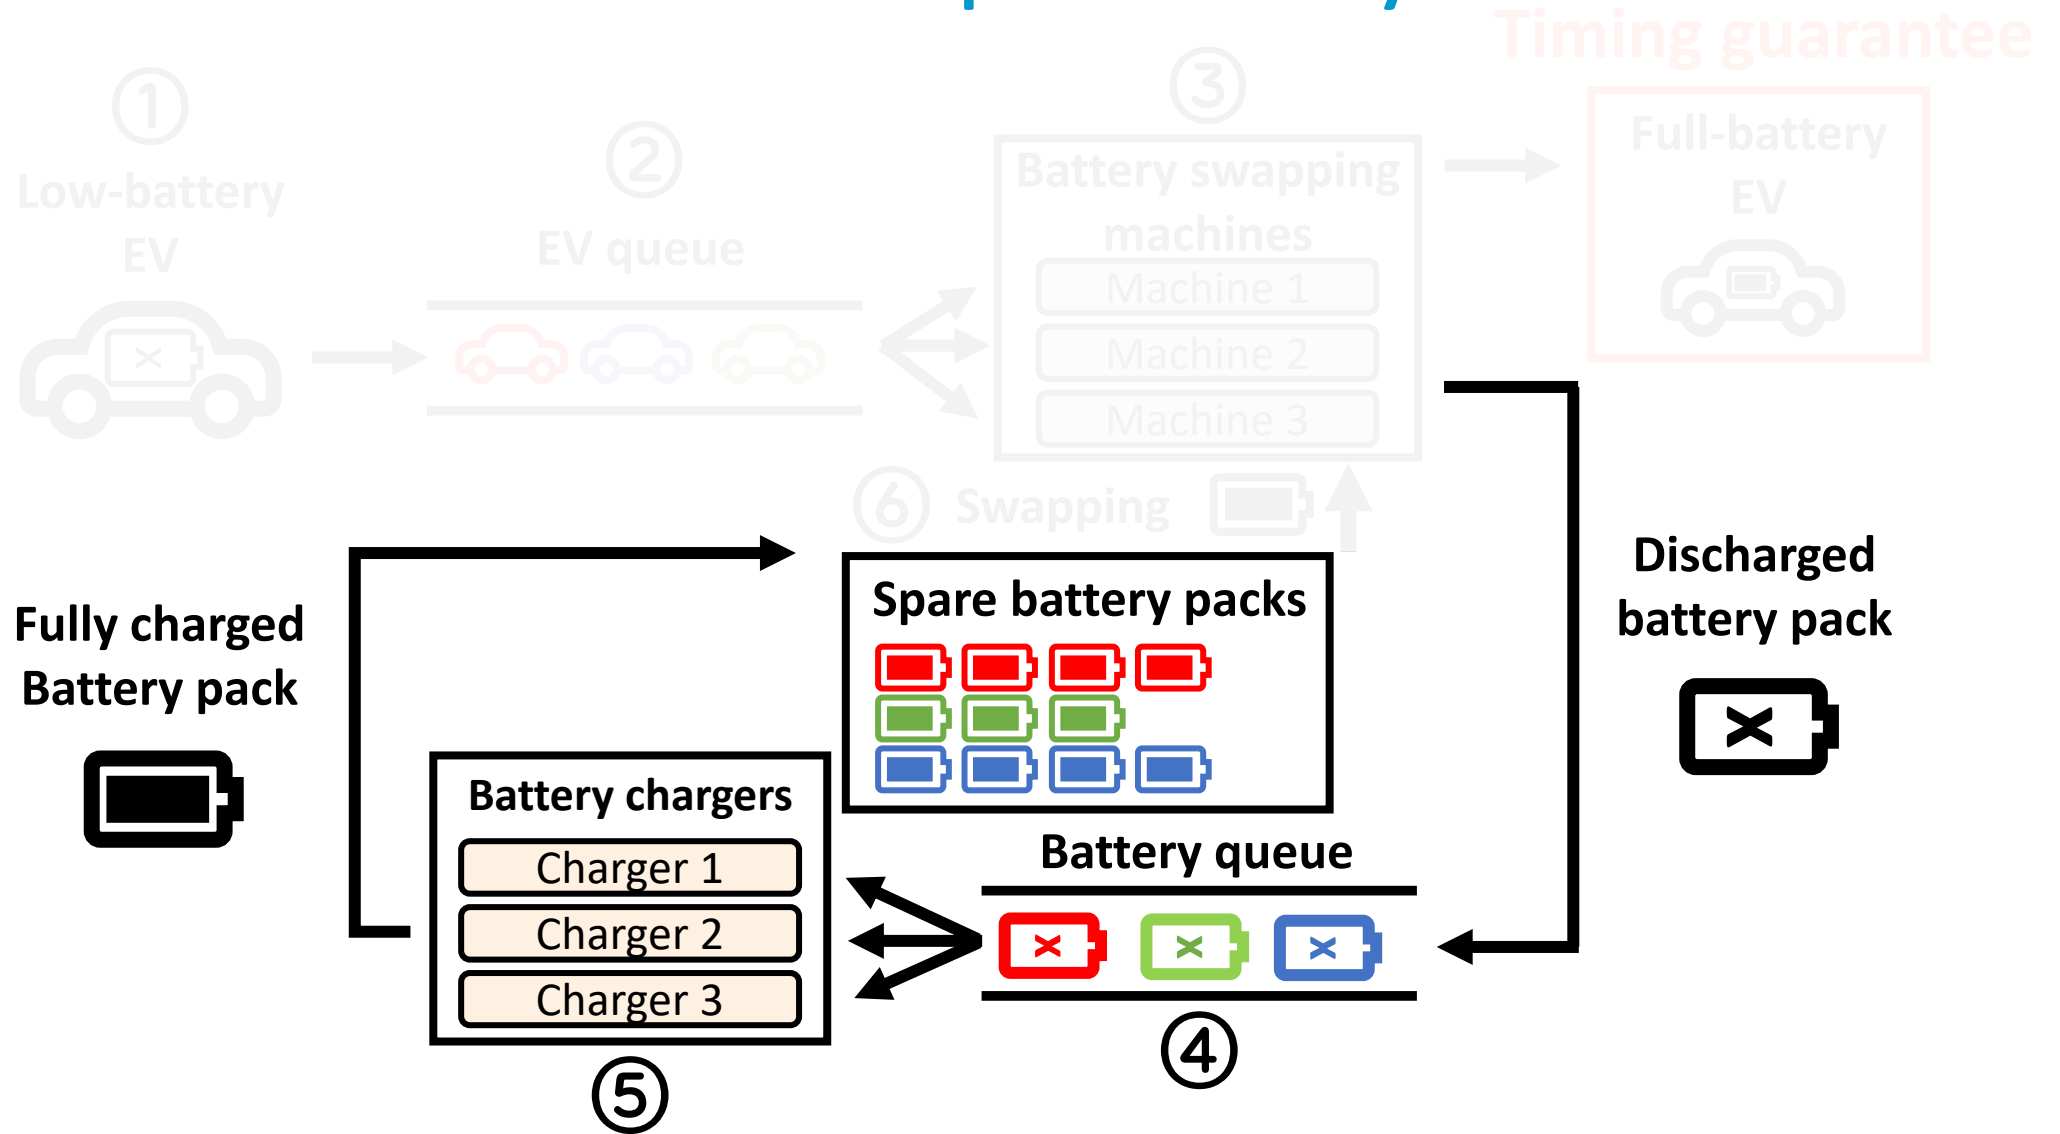 Timing guarantee
①
Low-battery
EV
②
EV queue
③
Battery swapping
machines
Machine 1
Machine 2
Machine 3
Full-battery
EV
⑥ Swapping
Fully charged
Battery pack
Spare battery packs
Discharged
battery pack
Battery chargers
Charger 1
Charger 2
Charger 3
⑤
Battery queue
④